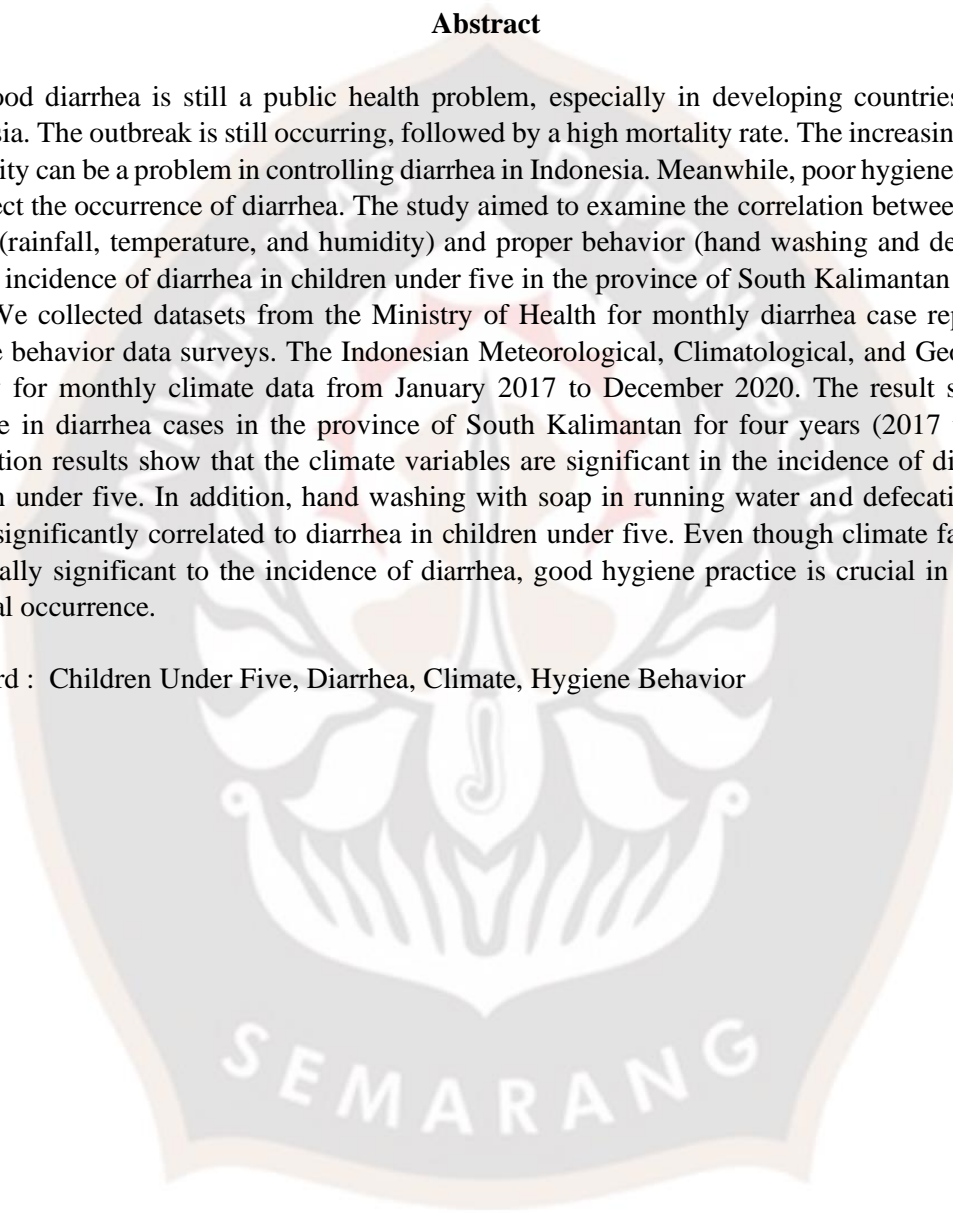 Abstract
ood diarrhea is still a public health problem, especially in developing countries
sia. The outbreak is still occurring, followed by a high mortality rate. The increasin
ity can be a problem in controlling diarrhea in Indonesia. Meanwhile, poor hygiene
ect the occurrence of diarrhea. The study aimed to examine the correlation betwee
(rainfall, temperature, and humidity) and proper behavior (hand washing and de
incidence of diarrhea in children under five in the province of South Kalimantan
We collected datasets from the Ministry of Health for monthly diarrhea case rep
e behavior data surveys. The Indonesian Meteorological, Climatological, and Geo
y for monthly climate data from January 2017 to December 2020. The result s
e in diarrhea cases in the province of South Kalimantan for four years (2017
tion results show that the climate variables are significant in the incidence of di
n under five. In addition, hand washing with soap in running water and defecati
significantly correlated to diarrhea in children under five. Even though climate fa
ally significant to the incidence of diarrhea, good hygiene practice is crucial in
al occurrence.
rd : Children Under Five, Diarrhea, Climate, Hygiene Behavior
UNIVERSITAS DIPONEGORO
SEMARANG